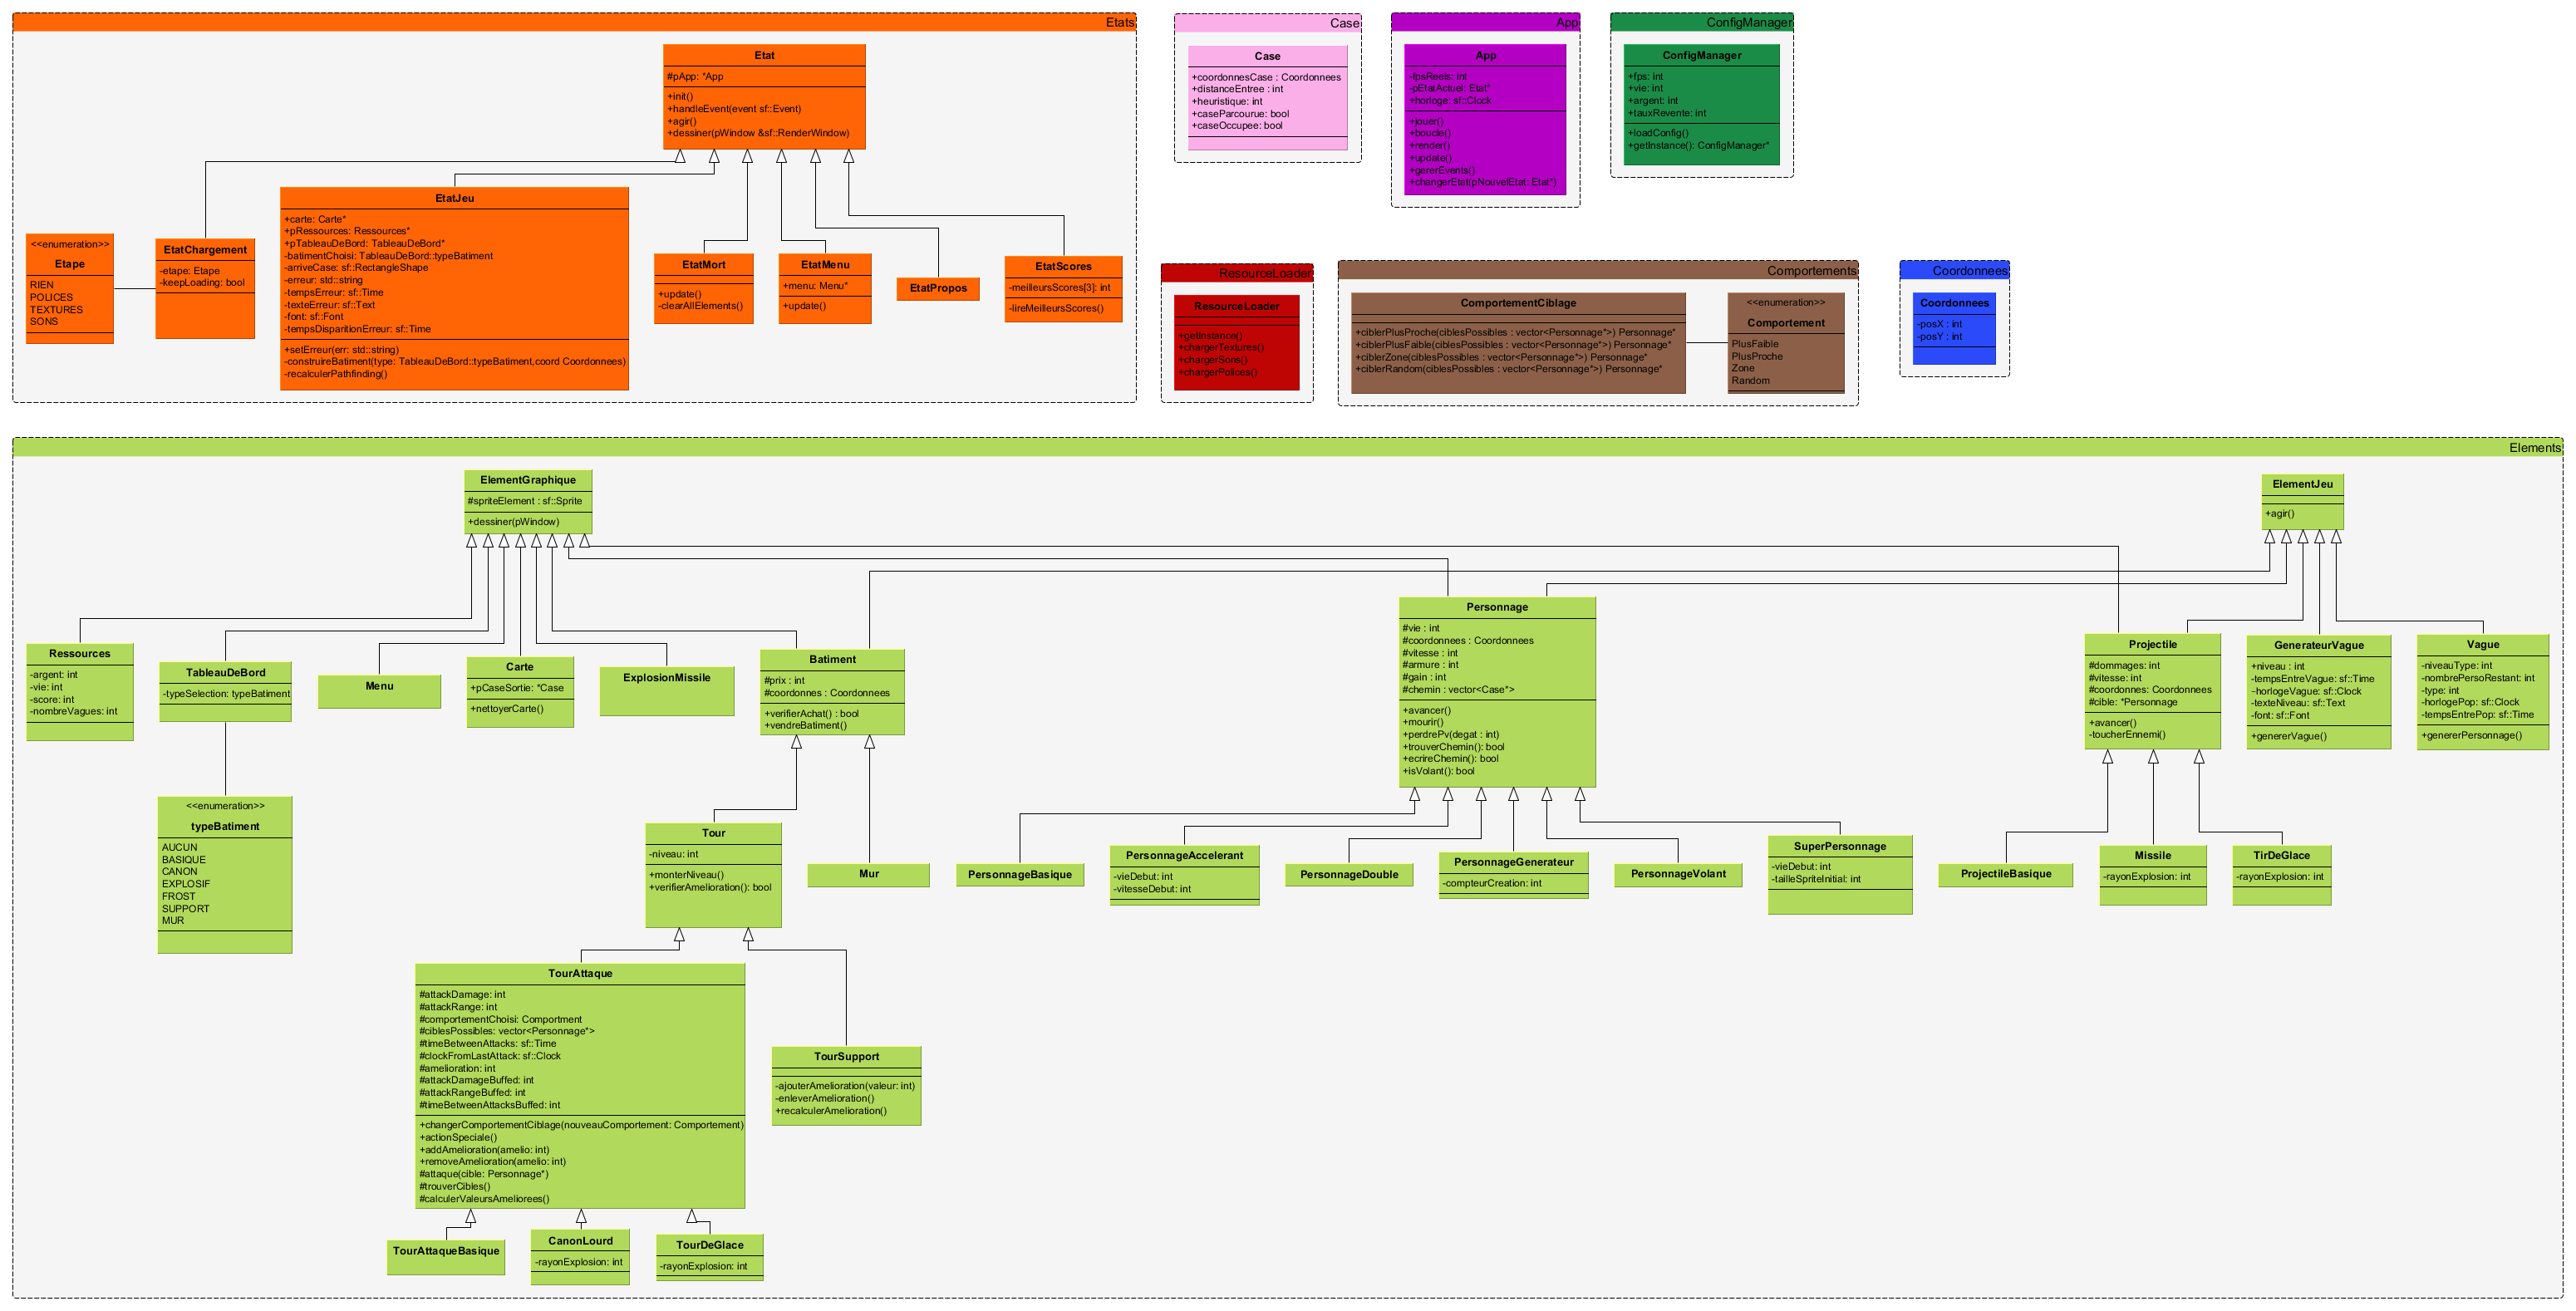 Etats
Etat
#pApp: *App
+init()
+handleEvent(event sf::Event)
+agir()
+dessiner(pWindow &sf::RenderWindow)
<<enumeration>>
Etape
RIEN
POLICES
TEXTURES
SONS
EtatChargement
-etape: Etape
-keepLoading: bool
EtatJeu
+carte: Carte*
+pRessources: Ressources*
+pTableauDeBord: TableauDeBord*
-batimentChoisi: TableauDeBord::typeBatiment
-arriveCase: sf::RectangleShape
-erreur: std::string
-tempsErreur: sf::Time
-texteErreur: sf::Text
-font: sf::Font
-tempsDisparitionErreur: sf::Time
+setErreur(err: std::string)
-construireBatiment(type: TableauDeBord::typeBatiment,coord Coordonnees)
-recalculerPathfinding()
EtatMort
+update()
-clearAllElements()
EtatMenu
+menu: Menu*
+update()
EtatPropos
EtatScores
-meilleursScores[3]: int
-lireMeilleursScores()
Case
Case
+coordonnesCase : Coordonnees
+distanceEntree : int
+heuristique: int
+caseParcourue: bool
+caseOccupee: bool
App
App
-fpsReels: int
-pEtatActuel: Etat*
+horloge: sf::Clock
+jouer()
+boucle()
+render()
+update()
+gererEvents()
+changerEtat(pNouvelEtat: Etat*)
ConfigManager
ConfigManager
+fps: int
+vie: int
+argent: int
+tauxRevente: int
+loadConfig()
+getInstance(): ConfigManager*
ResourceLoader
ResourceLoader
+getInstance()
+chargerTextures()
+chargerSons()
+chargerPolices()
Comportements
ComportementCiblage
+ciblerPlusProche(ciblesPossibles : vector<Personnage*>) Personnage*
+ciblerPlusFaible(ciblesPossibles : vector<Personnage*>) Personnage*
+ciblerZone(ciblesPossibles : vector<Personnage*>) Personnage*
+ciblerRandom(ciblesPossibles : vector<Personnage*>) Personnage*
<<enumeration>>
Comportement
PlusFaible
PlusProche
Zone
Random
Coordonnees
Coordonnees
-posX : int
-posY : int
Elements
ElementGraphique
#spriteElement : sf::Sprite
+dessiner(pWindow)
ElementJeu
+agir()
Ressources
-argent: int
-vie: int
-score: int
-nombreVagues: int
TableauDeBord
-typeSelection: typeBatiment
<<enumeration>>
typeBatiment
AUCUN
BASIQUE
CANON
EXPLOSIF
FROST
SUPPORT
MUR
Menu
Carte
+pCaseSortie: *Case
+nettoyerCarte()
ExplosionMissile
Batiment
#prix : int
#coordonnes : Coordonnees
+verifierAchat() : bool
+vendreBatiment()
Personnage
#vie : int
#coordonnees : Coordonnees
#vitesse : int
#armure : int
#gain : int
#chemin : vector<Case*>
+avancer()
+mourir()
+perdrePv(degat : int)
+trouverChemin(): bool
+ecrireChemin(): bool
+isVolant(): bool
Projectile
#dommages: int
#vitesse: int
#coordonnes: Coordonnees
#cible: *Personnage
+avancer()
-toucherEnnemi()
GenerateurVague
+niveau : int
-tempsEntreVague: sf::Time
-horlogeVague: sf::Clock
-texteNiveau: sf::Text
-font: sf::Font
+genererVague()
Vague
-niveauType: int
-nombrePersoRestant: int
-type: int
-horlogePop: sf::Clock
-tempsEntrePop: sf::Time
+genererPersonnage()
Tour
-niveau: int
+monterNiveau()
+verifierAmelioration(): bool
Mur
PersonnageBasique
PersonnageAccelerant
-vieDebut: int
-vitesseDebut: int
PersonnageDouble
PersonnageGenerateur
-compteurCreation: int
PersonnageVolant
SuperPersonnage
-vieDebut: int
-tailleSpriteInitial: int
ProjectileBasique
Missile
-rayonExplosion: int
TirDeGlace
-rayonExplosion: int
TourAttaque
#attackDamage: int
#attackRange: int
#comportementChoisi: Comportment
#ciblesPossibles: vector<Personnage*>
#timeBetweenAttacks: sf::Time
#clockFromLastAttack: sf::Clock
#amelioration: int
#attackDamageBuffed: int
#attackRangeBuffed: int
#timeBetweenAttacksBuffed: int
+changerComportementCiblage(nouveauComportement: Comportement)
+actionSpeciale()
+addAmelioration(amelio: int)
+removeAmelioration(amelio: int)
#attaque(cible: Personnage*)
#trouverCibles()
#calculerValeursAmeliorees()
TourSupport
-ajouterAmelioration(valeur: int)
-enleverAmelioration()
+recalculerAmelioration()
TourAttaqueBasique
CanonLourd
-rayonExplosion: int
TourDeGlace
-rayonExplosion: int